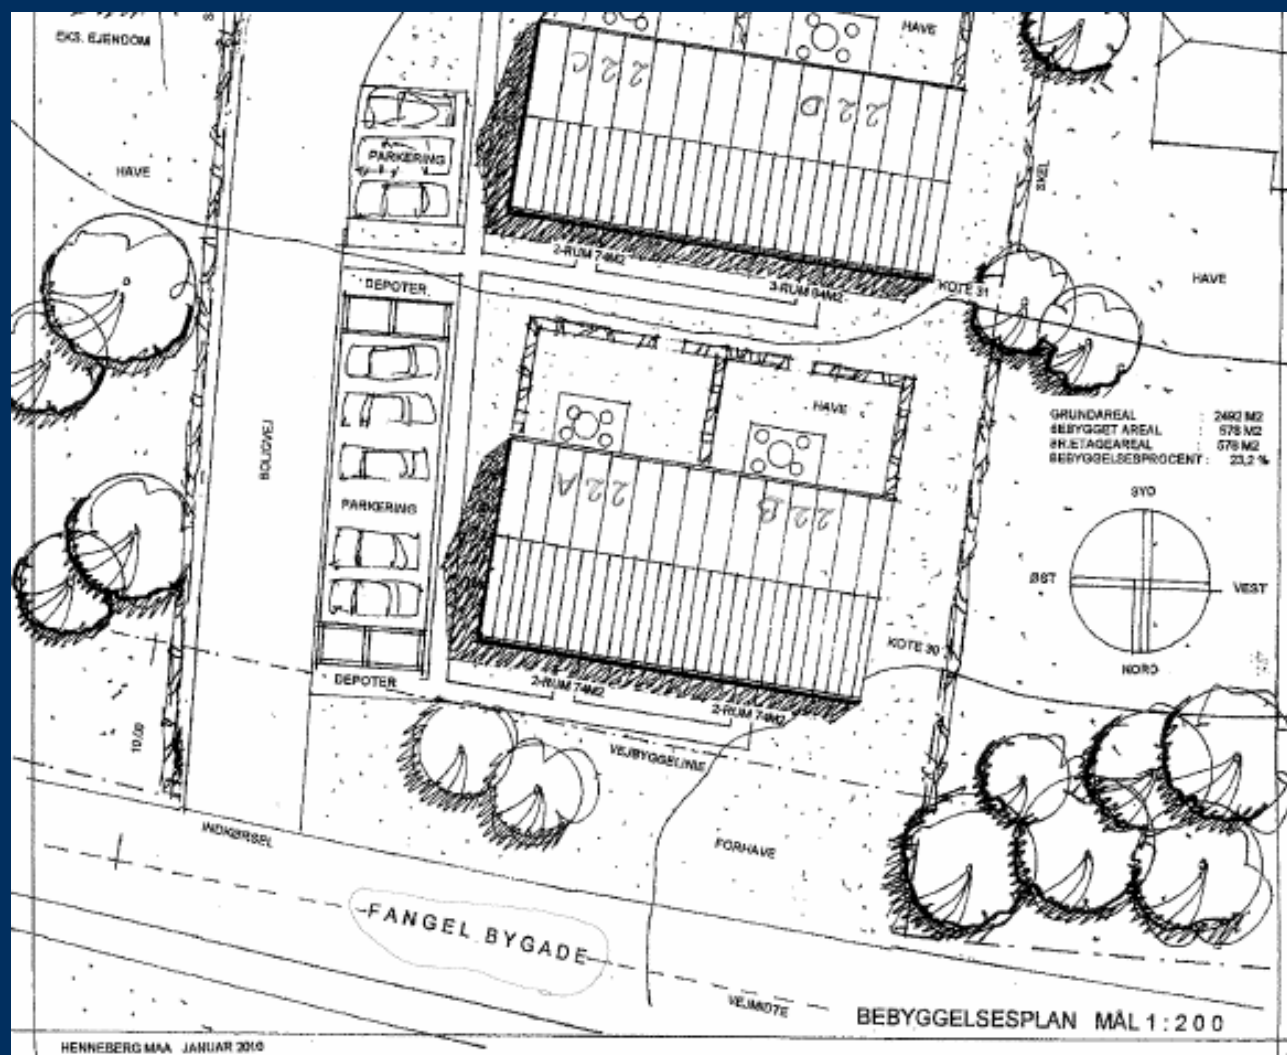 EKS. EJENDOM
HAVE
22C
22D
PARKERING
HAVE
SKEL
HAVE
2-RUM 74M2
3-RUM 84M2
KOTE 31
DEPOTER
HAVE
GRUNDAREAL : 2492 M2
BEBYGGET AREAL : 578 M2
BR.ETAGEAREAL : 578 M2
BEBYGGELSESPROCENT : 23,2 %
BOLIGVEJ
22A
22B
PARKERING
SYD
ØST
VEST
NORD
KOTE 30
DEPOTER
2-RUM 74M2
2-RUM 74M2
10.00
VEJBYGGELINIE
INDKØRSEL
FORHAVE
FANGEL BYGADE
VEJMIDTE
BEBYGGELSESPLAN MÅL 1:200
HENNEBERG MAA JANUAR 2010